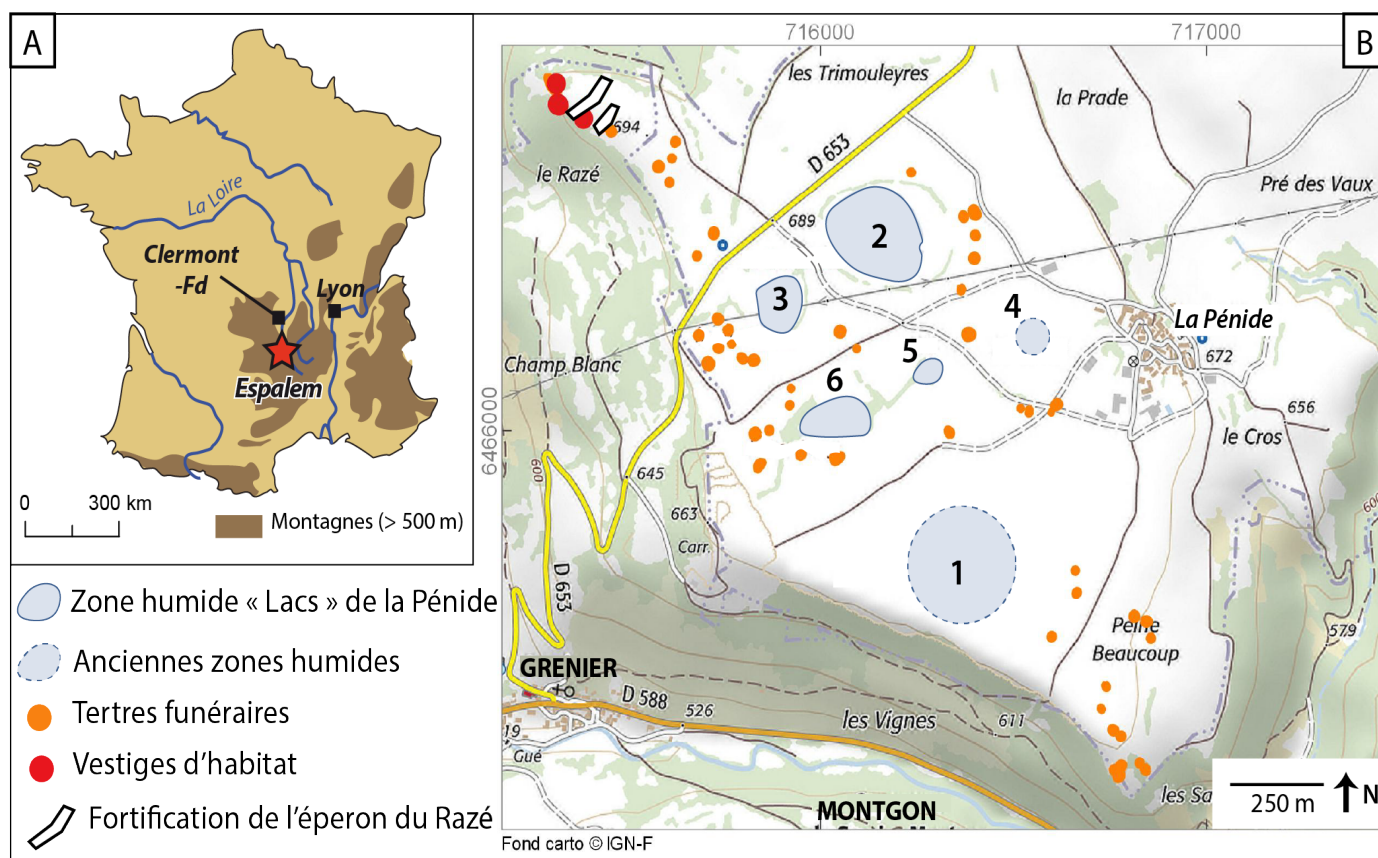 A
La Loire
Clermont
-Fd
Lyon
Espalem
0 300 km
Montagnes (> 500 m)
Zone humide « Lacs » de la Pénide
Anciennes zones humides
Tertres funéraires
Vestiges d'habitat
Fortification de l'éperon du Razé
716000
717000
B
les Trimouleyres
la Prade
694
D 653
le Razé
Pré des Vaux
689
2
3
4
La Pénide
Champ Blanc
5
672
6
6466000
656
le Cros
600
645
663
Carr.
1
D 653
Peine
Beaucoup
579
GRENIER
D 588
526
les Vignes
611
19
Gué
les Sa
MONTGON
250 m
N
Fond carto © IGN-F